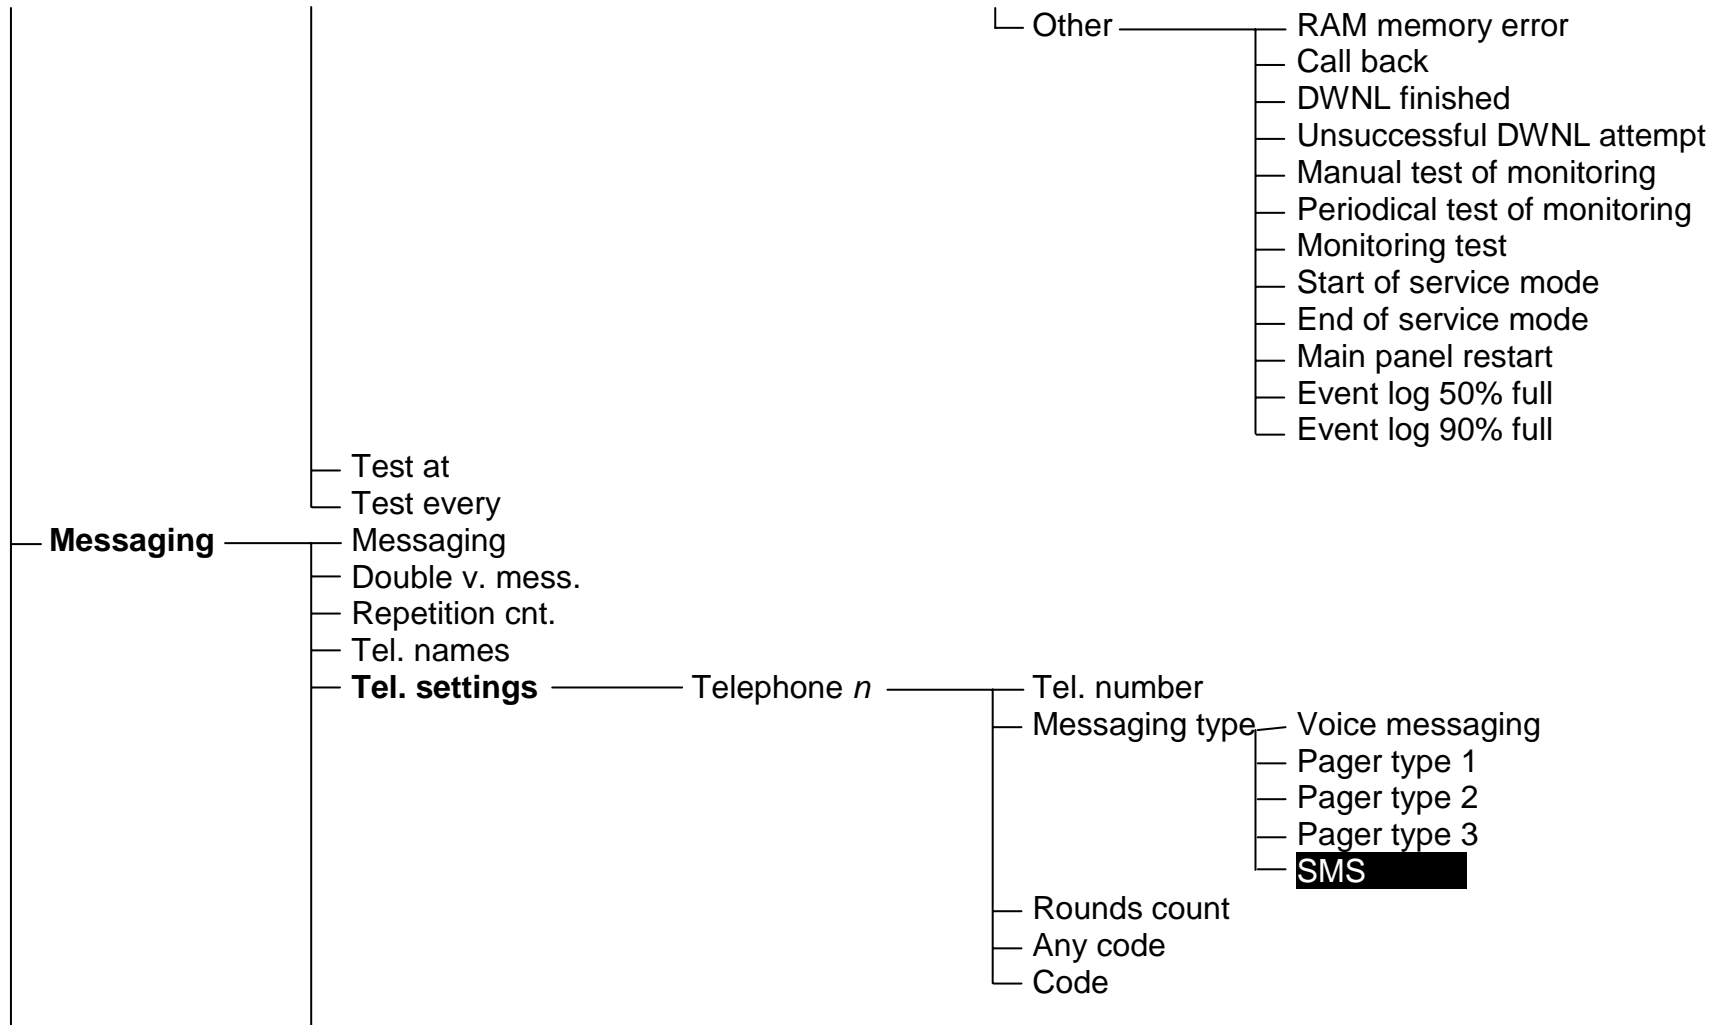 Other RAM memory error
Call back
DWNL finished
Unsuccessful DWNL attempt
Manual test of monitoring
Periodical test of monitoring
Monitoring test
Start of service mode
End of service mode
Main panel restart
Event log 50% full
Event log 90% full
Test at
Test every
Messaging Messaging
Double v. mess.
Repetition cnt.
Tel. names
Tel. settings Telephone n Tel. number
Messaging type Voice messaging
Pager type 1
Pager type 2
Pager type 3
SMS
Rounds count
Any code
Code